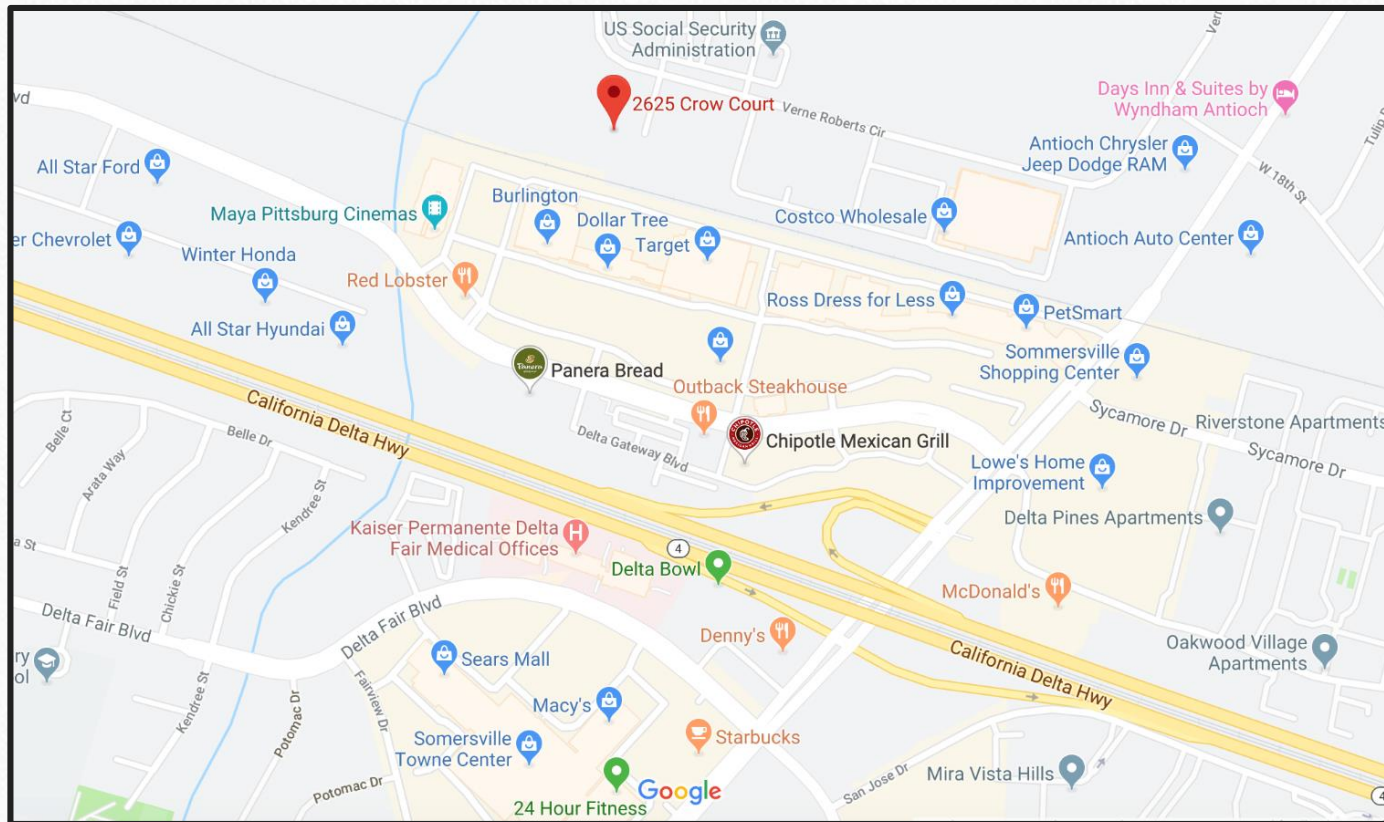 US Social Security
Administration
vd
2625 Crow Court
Verne Roberts Cir
Days Inn & Suites by
Wyndham Antioch
Antioch Chrysler
Jeep Dodge RAM
W 18th St
All Star Ford
Maya Pittsburg Cinemas
Burlington
Dollar Tree
Target
Costco Wholesale
Antioch Auto Center
er Chevrolet
Winter Honda
Red Lobster
Ross Dress for Less
PetSmart
All Star Hyundai
Sommersville
Shopping Center
Panera
Panera Bread
Outback Steakhouse
California Delta Hwy
Belle Ct
Belle Dr
Arata Way
Kendree St
Delta Gateway Blvd
CHIPOTLE
Chipotle Mexican Grill
Sycamore Dr
Riverstone Apartments
Sycamore Dr
Lowe's Home
Improvement
Delta Pines Apartments
Kaiser Permanente Delta
Fair Medical Offices
4
Delta Bowl
McDonald's
a St
Field St
Chickie St
Delta Fair Blvd
Delta Fair Blvd
Denny's
California Delta Hwy
Oakwood Village
Apartments
ry
ol
Sears Mall
Kendree St
Potomac Dr
Fairview Dr
Macy's
Somersville
Towne Center
Starbucks
Potomac Dr
24 Hour Fitness
Google
San Jose Dr
Mira Vista Hills
4